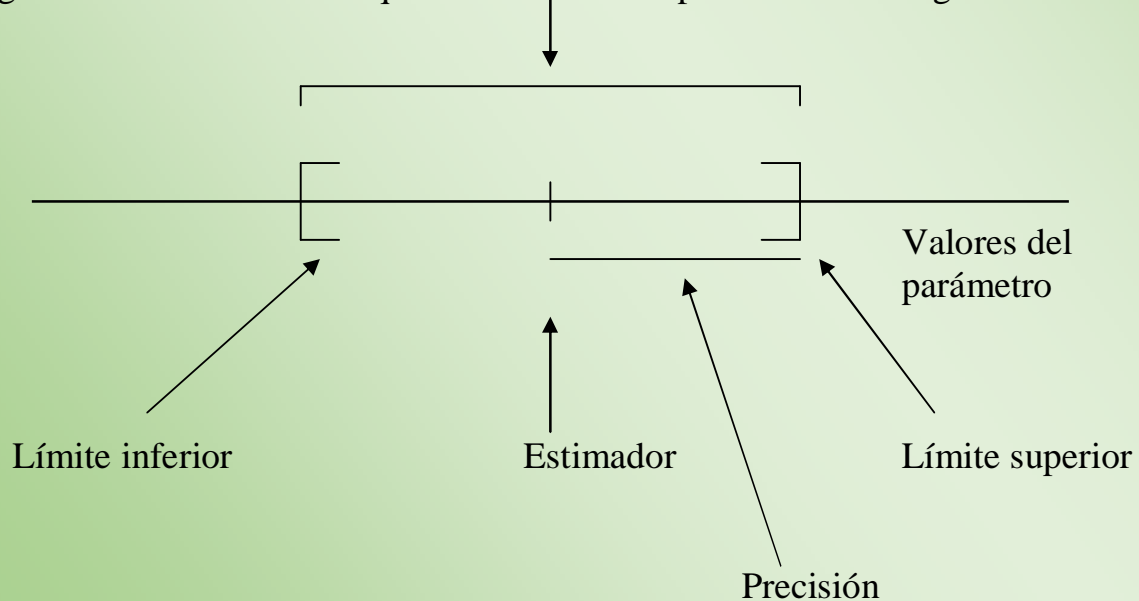 Valores del
parámetro
Límite inferior
Estimador
Límite superior
Precisión